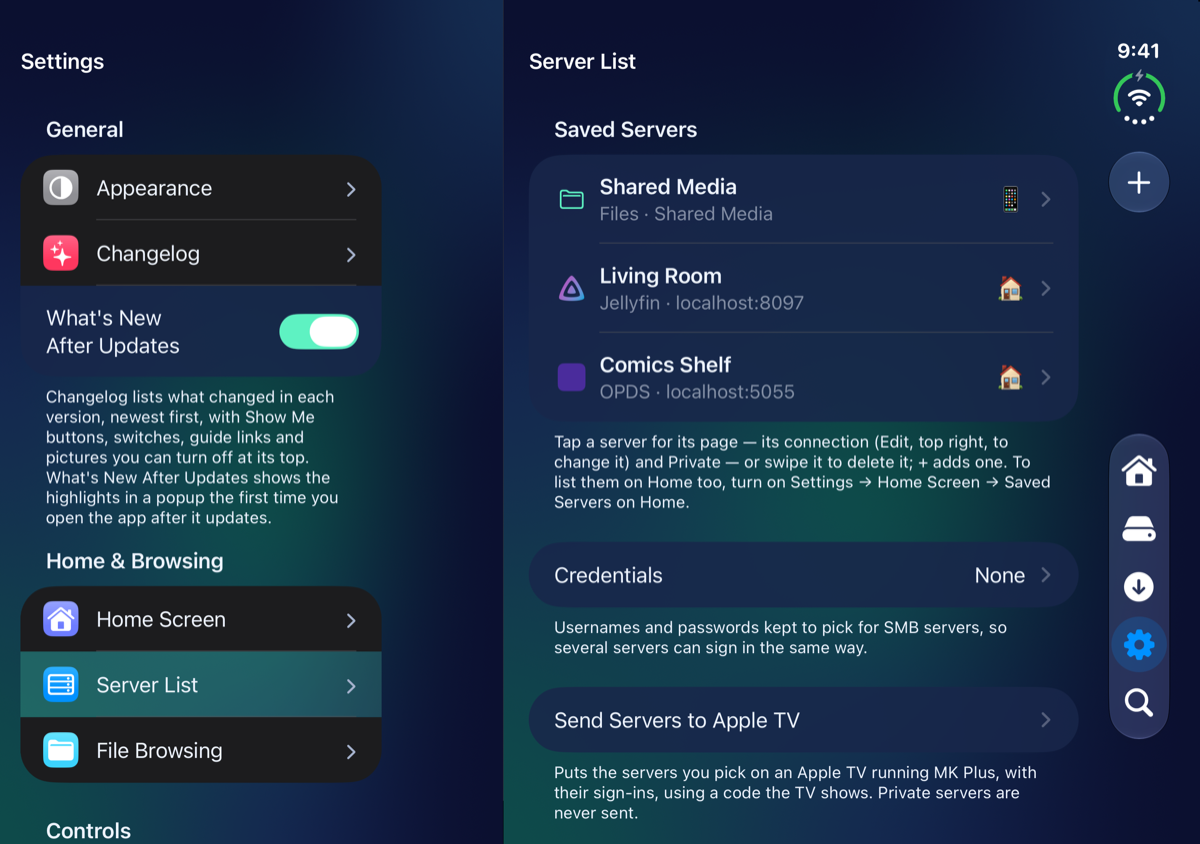 Settings
General
Appearance
Changelog
What's New
After Updates
Changelog lists what changed in each
version, newest first, with Show Me
buttons, switches, guide links and
pictures you can turn off at its top.
What's New After Updates shows the
highlights in a popup the first time you
open the app after it updates.
Home & Browsing
Home Screen
Server List
File Browsing
Controls
Server List
Saved Servers
Shared Media
Files · Shared Media
Living Room
Jellyfin · localhost:8097
Comics Shelf
OPDS · localhost:5055
Tap a server for its page — its connection (Edit, top right, to
change it) and Private — or swipe it to delete it; + adds one. To
list them on Home too, turn on Settings → Home Screen → Saved
Servers on Home.
Credentials None
Usernames and passwords kept to pick for SMB servers, so
several servers can sign in the same way.
Send Servers to Apple TV
Puts the servers you pick on an Apple TV running MK Plus, with
their sign-ins, using a code the TV shows. Private servers are
never sent.
9:41